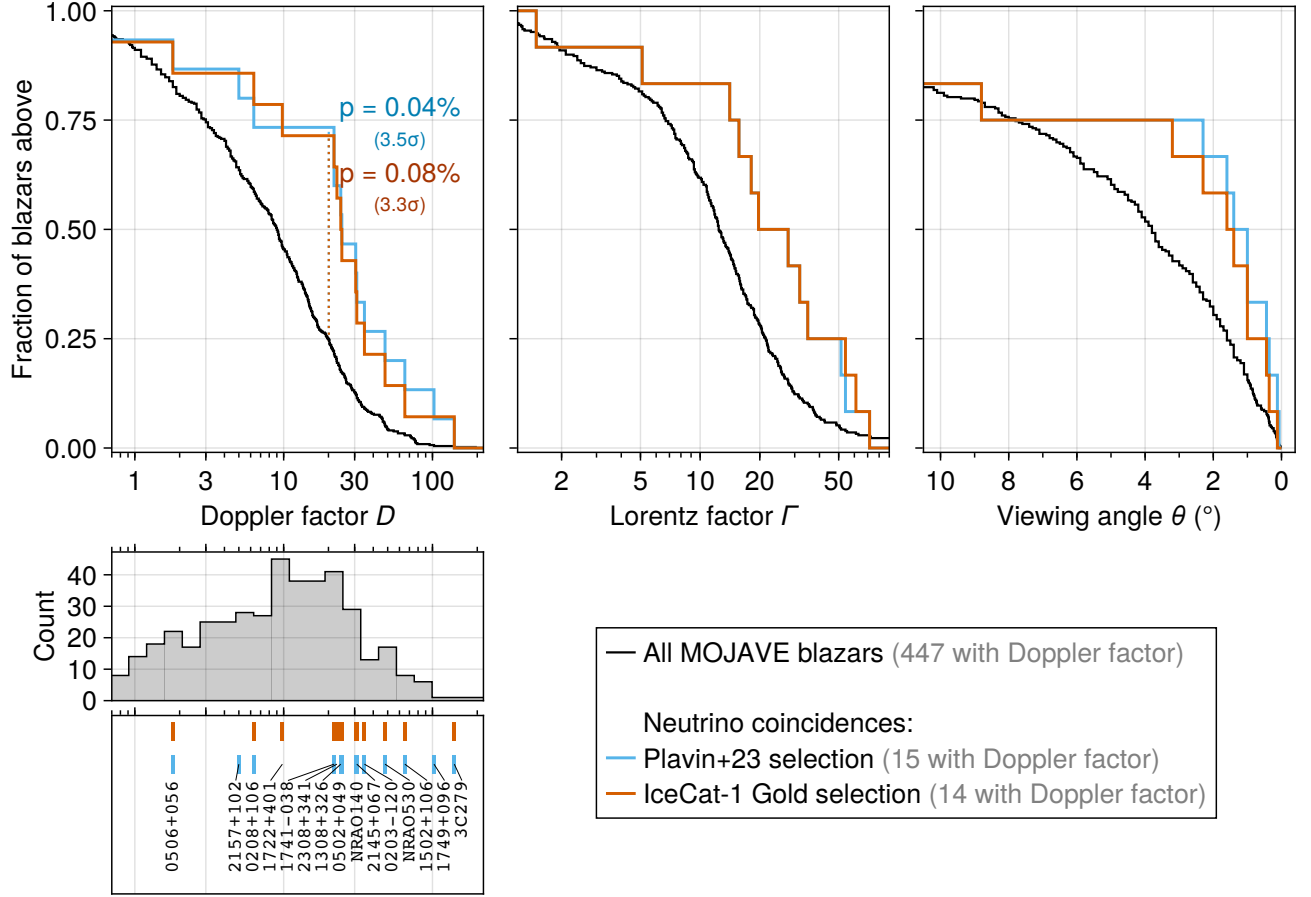 1.00
0.75
0.50
0.25
0.00
Fraction of blazars above
p = 0.04%
(3.5σ)
p = 0.08%
(3.3σ)
1 3 10 30 100
Doppler factor D
2 5 10 20 50
Lorentz factor Γ
10 8 6 4 2 0
Viewing angle θ (°)
40
30
20
10
0
Count
0506+056
2157+102
0208+106
1722+401
1741-038
2308+341
1308+326
0502+049
NRAO140
2145+067
0203-120
NRAO530
1502+106
1749+096
3C279
All MOJAVE blazars (447 with Doppler factor)
Neutrino coincidences:
Plavin+23 selection (15 with Doppler factor)
IceCat-1 Gold selection (14 with Doppler factor)